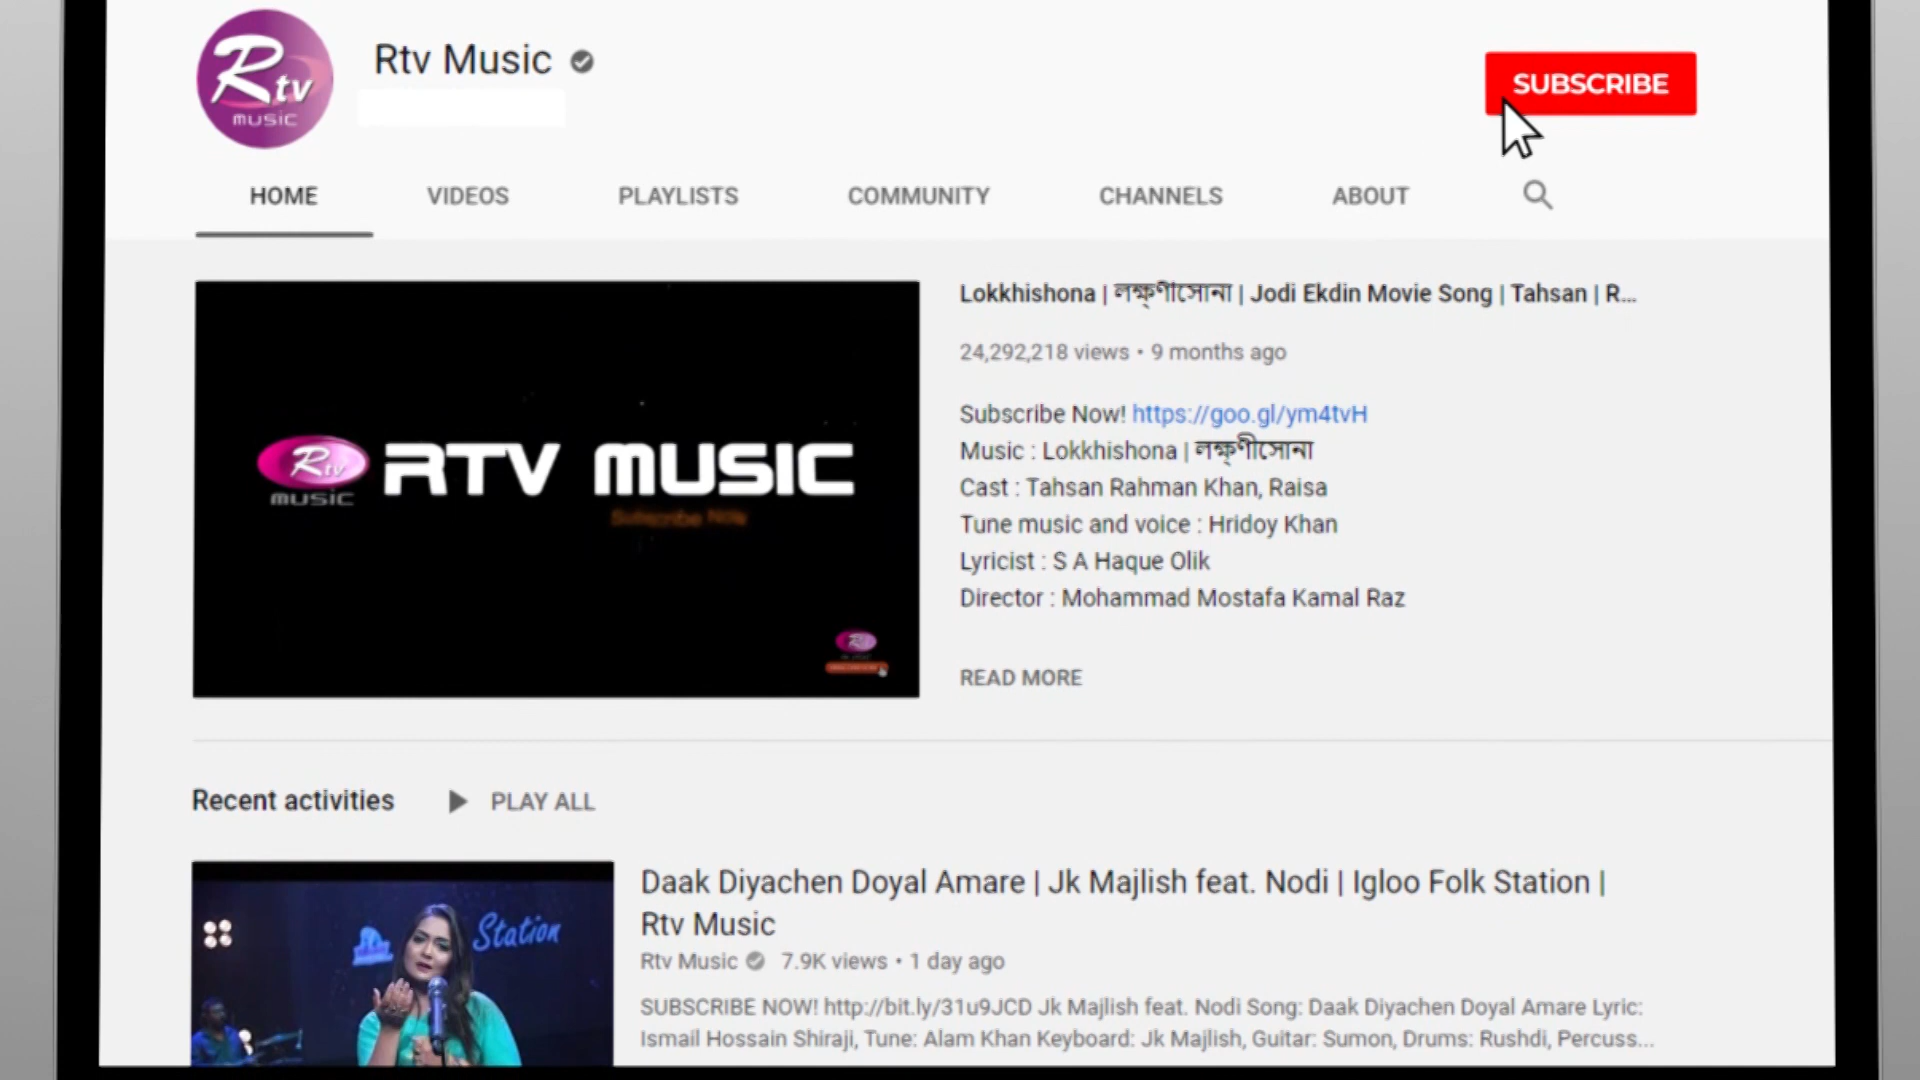 Rtv
MUSIC
Rtv Music
SUBSCRIBE
HOME
VIDEOS
PLAYLISTS
COMMUNITY
CHANNELS
ABOUT
Rtv
MUSIC
RTV MUSIC
Subscribe Now
Lokkhishona | লক্ষ্ণীসোনা | Jodi Ekdin Movie Song | Tahsan | R...
24,292,218 views • 9 months ago
Subscribe Now! https://goo.gl/ym4tvH
Music : Lokkhishona | লক্ষ্ণীসোনা
Cast : Tahsan Rahman Khan, Raisa
Tune music and voice : Hridoy Khan
Lyricist : S A Haque Olik
Director : Mohammad Mostafa Kamal Raz
READ MORE
Recent activities
PLAY ALL
Station
Daak Diyachen Doyal Amare | Jk Majlish feat. Nodi | Igloo Folk Station |
Rtv Music
Rtv Music 7.9K views • 1 day ago
SUBSCRIBE NOW! http://bit.ly/31u9JCD Jk Majlish feat. Nodi Song: Daak Diyachen Doyal Amare Lyric:
Ismail Hossain Shiraji, Tune: Alam Khan Keyboard: Jk Majlish, Guitar: Sumon, Drums: Rushdi, Percuss...